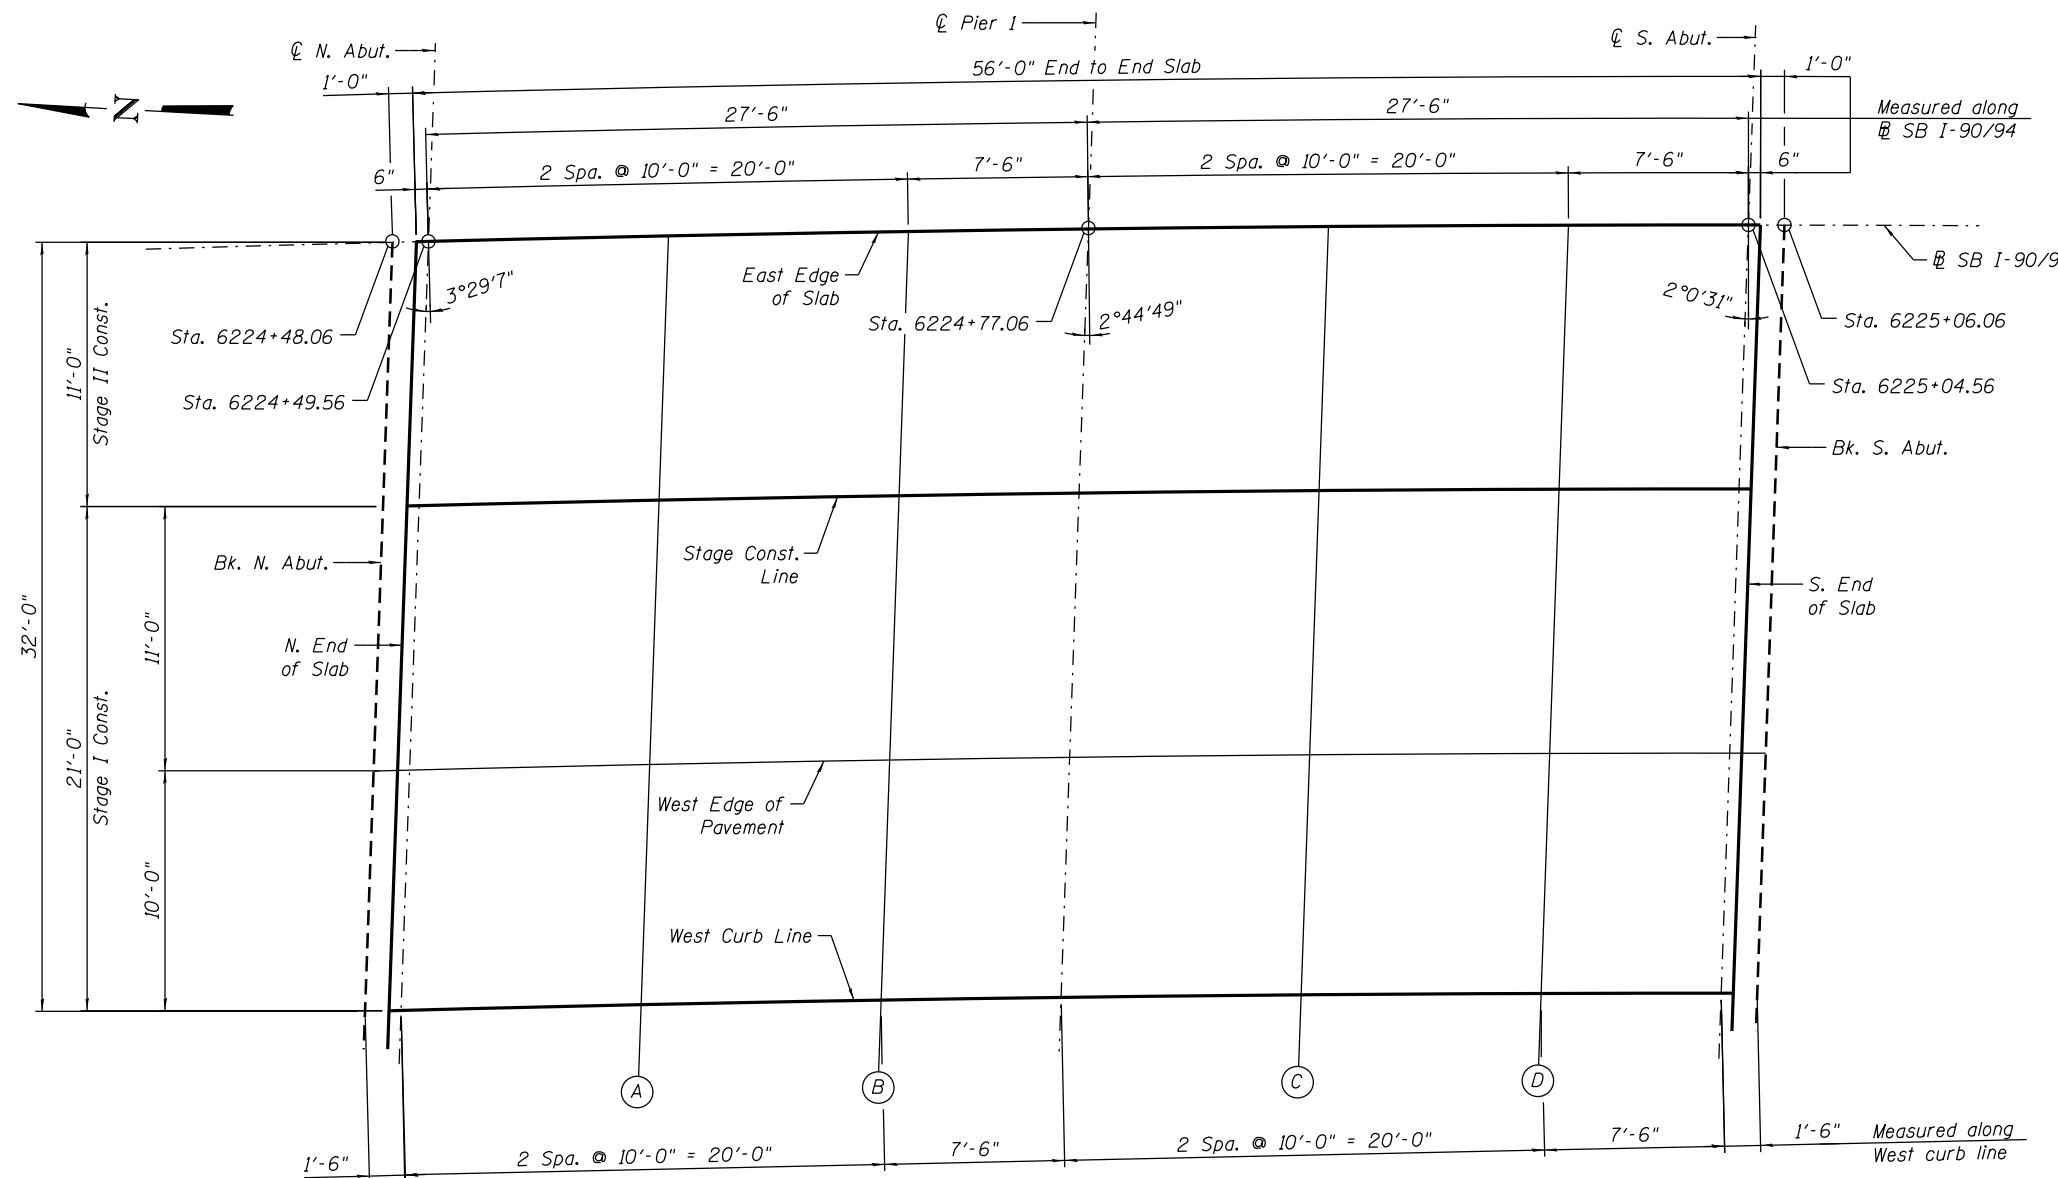 ℄ Pier 1
℄ N. Abut.
℄ S. Abut.
1'-0"
56'-0" End to End Slab
1'-0"
N
27'-6"
27'-6"
Measured along
℄ SB I-90/94
6"
2 Spa. @ 10'-0" = 20'-0"
7'-6"
2 Spa. @ 10'-0" = 20'-0"
7'-6"
6"
SB I-90/9
East Edge
of Slab
3°29'7"
2°44'49"
2°0'31"
Sta. 6224+48.06
Sta. 6224+77.06
Sta. 6225+06.06
Sta. 6224+49.56
Sta. 6225+04.56
11'-0"
Stage II Const.
Bk. S. Abut.
Bk. N. Abut.
Stage Const.
Line
S. End
of Slab
32'-0"
11'-0"
N. End
of Slab
21'-0"
Stage I Const.
West Edge of
Pavement
10'-0"
West Curb Line
A
B
C
D
1'-6"
2 Spa. @ 10'-0" = 20'-0"
7'-6"
2 Spa. @ 10'-0" = 20'-0"
7'-6"
1'-6"
Measured along
West curb line